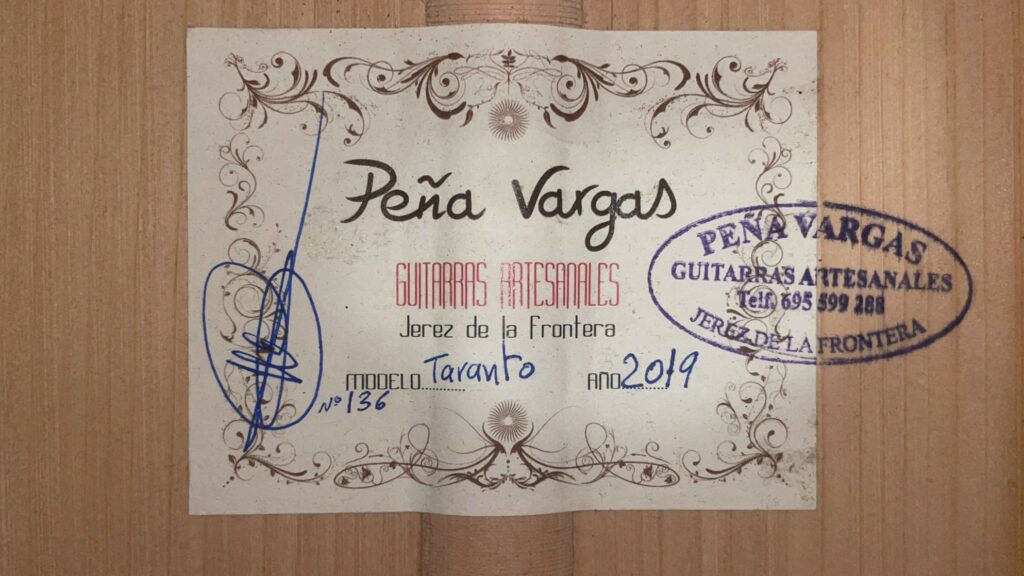 Peña Vargas
GUITARRAS ARTESANALES
Jerez de la Frontera
MODELO Taranto AÑO 2019
Nº 136
PEÑA VARGAS
GUITARRAS ARTESANALES
Telf. 695 599 288
JEREZ DE LA FRONTERA